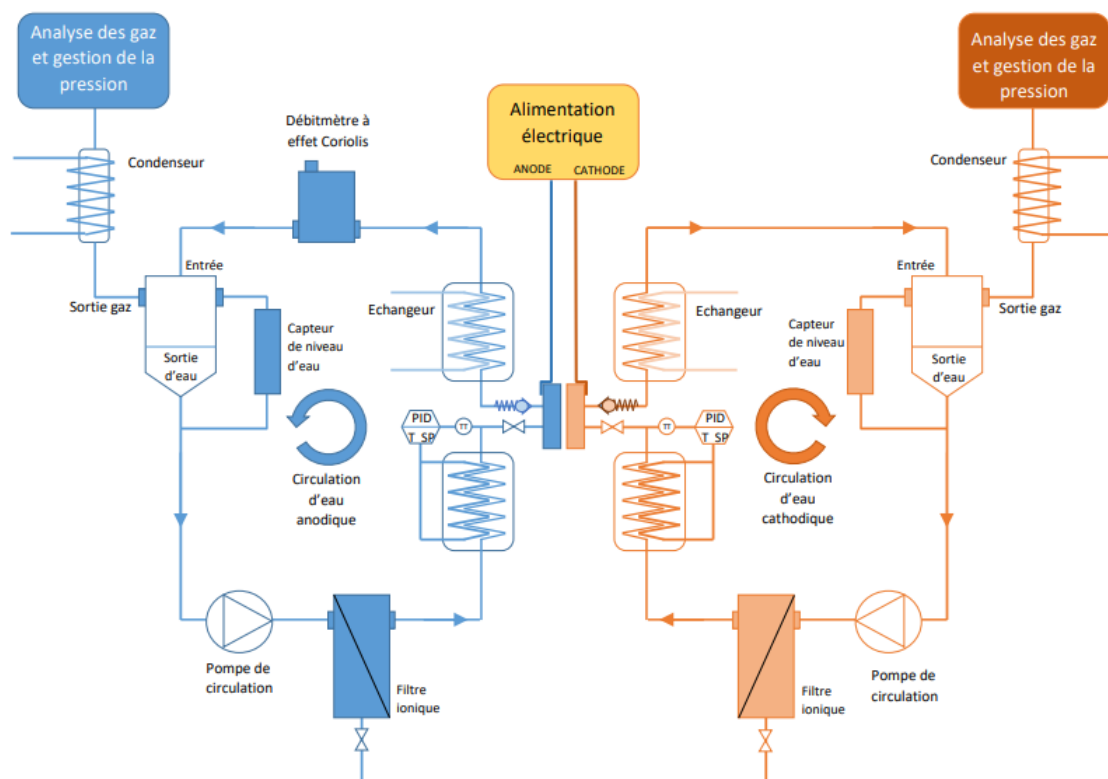 Analyse des gaz
et gestion de la
pression
Analyse des gaz
et gestion de la
pression
Alimentation
électrique
ANODE
CATHODE
Débitmètre à
effet Coriolis
Condenseur
Condenseur
Entrée
Entrée
Sortie gaz
Sortie gaz
Echangeur
Echangeur
Capteur
de niveau
d'eau
Capteur
de niveau
d'eau
Sortie
d'eau
Sortie
d'eau
PID
T_SP
TT
TT
PID
T_SP
Circulation
d'eau
anodique
Circulation
d'eau
cathodique
Pompe de
circulation
Filtre
ionique
Filtre
ionique
Pompe de
circulation